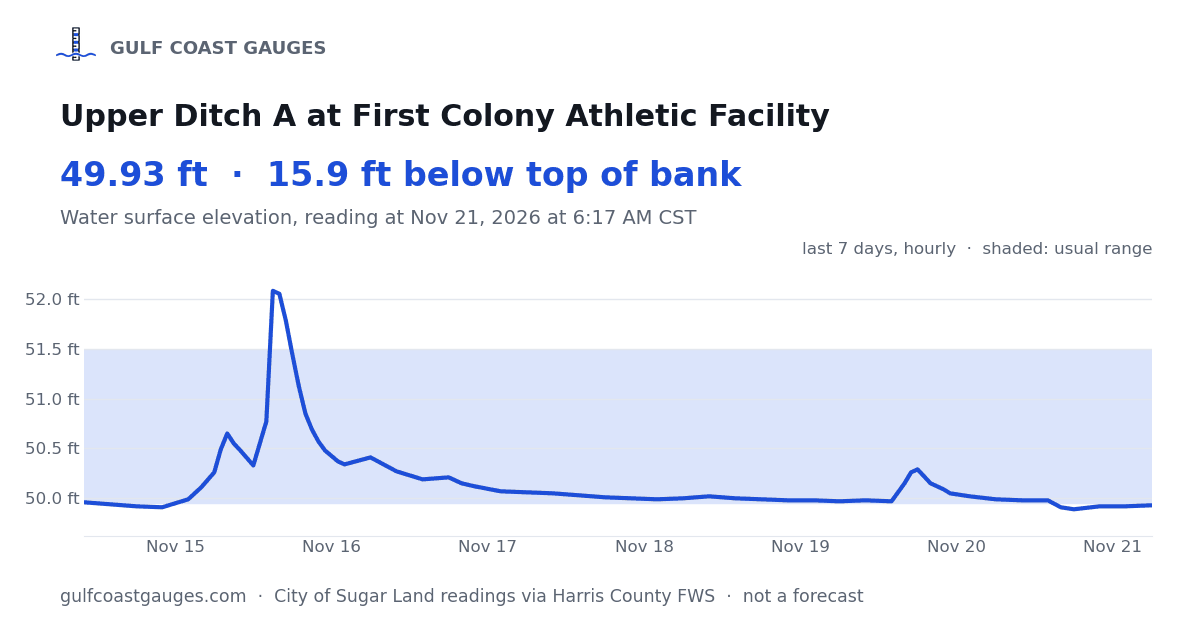 GULF COAST GAUGES
Upper Ditch A at First Colony Athletic Facility
49.93 ft · 15.9 ft below top of bank
Water surface elevation, reading at Nov 21, 2026 at 6:17 AM CST
last 7 days, hourly · shaded: usual range
52.0 ft
51.5 ft
51.0 ft
50.5 ft
50.0 ft
Nov 15 Nov 16 Nov 17 Nov 18 Nov 19 Nov 20 Nov 21
gulfcoastgauges.com · City of Sugar Land readings via Harris County FWS · not a forecast